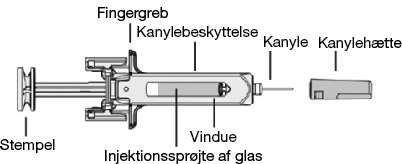 Fingergreb
Kanylebeskyttelse
Kanyle
Kanylehætte
Stempel
Vindue
Injektionssprøjte af glas